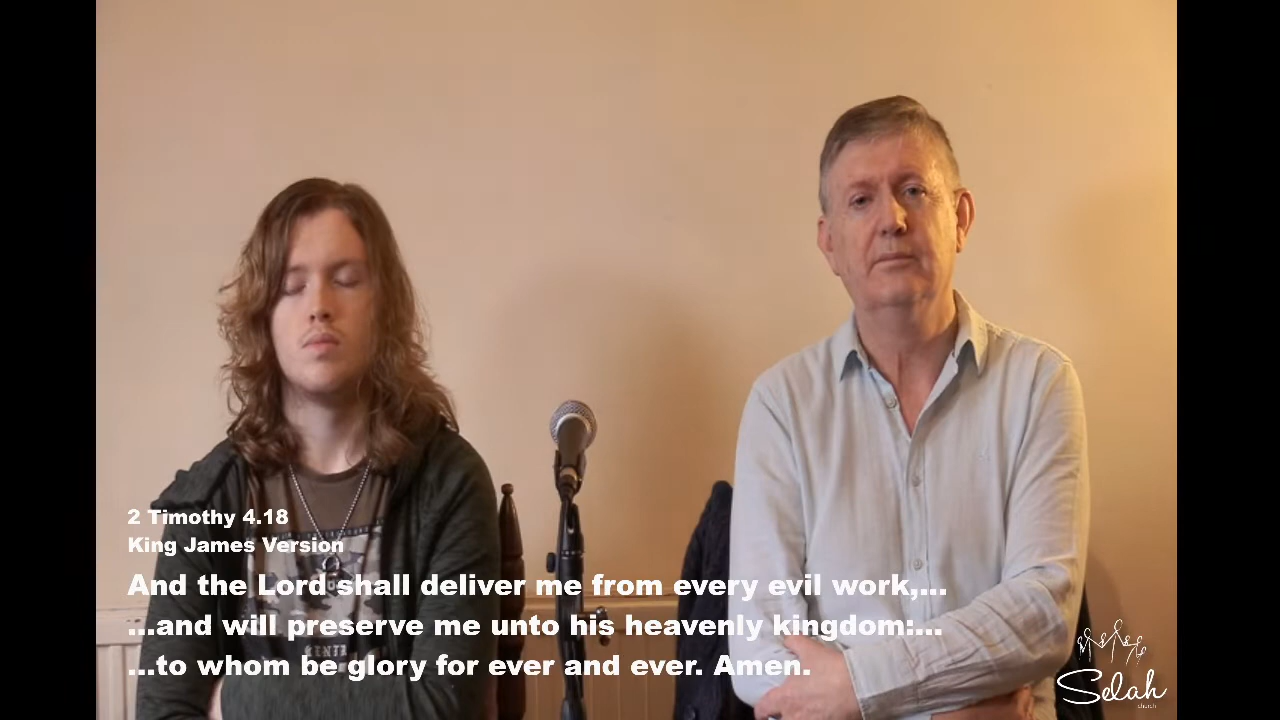 2 Timothy 4.18
King James Version
And the Lord shall deliver me from every evil work,...
...and will preserve me unto his heavenly kingdom:...
...to whom be glory for ever and ever. Amen.
Selah
church